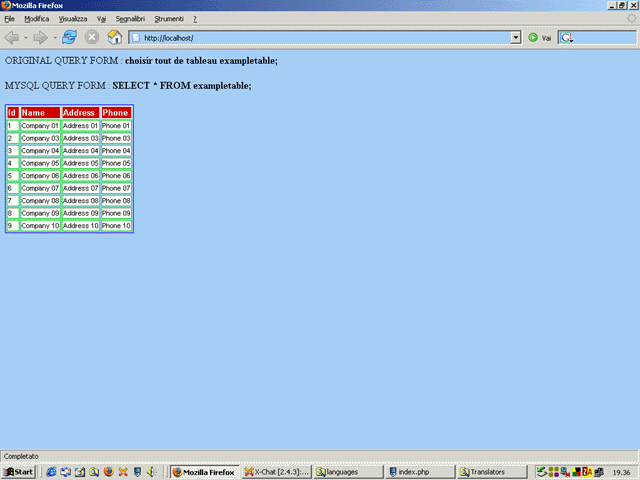 Mozilla Firefox
File Modifica Visualizza Vai Segnalibri Strumenti ?
http://localhost/ Vai
ORIGINAL QUERY FORM : choisir tout de tableau exampletable;
MYSQL QUERY FORM : SELECT * FROM exampletable;
Id Name Address Phone
1 Company 01 Address 01 Phone 01
2 Company 03 Address 03 Phone 03
3 Company 04 Address 04 Phone 04
4 Company 05 Address 05 Phone 05
5 Company 06 Address 06 Phone 06
6 Company 07 Address 07 Phone 07
7 Company 08 Address 08 Phone 08
8 Company 09 Address 09 Phone 09
9 Company 10 Address 10 Phone 10
Completato
Start Mozilla Firefox X-Chat [2.4.3]:... languages index.php Translators 19.36